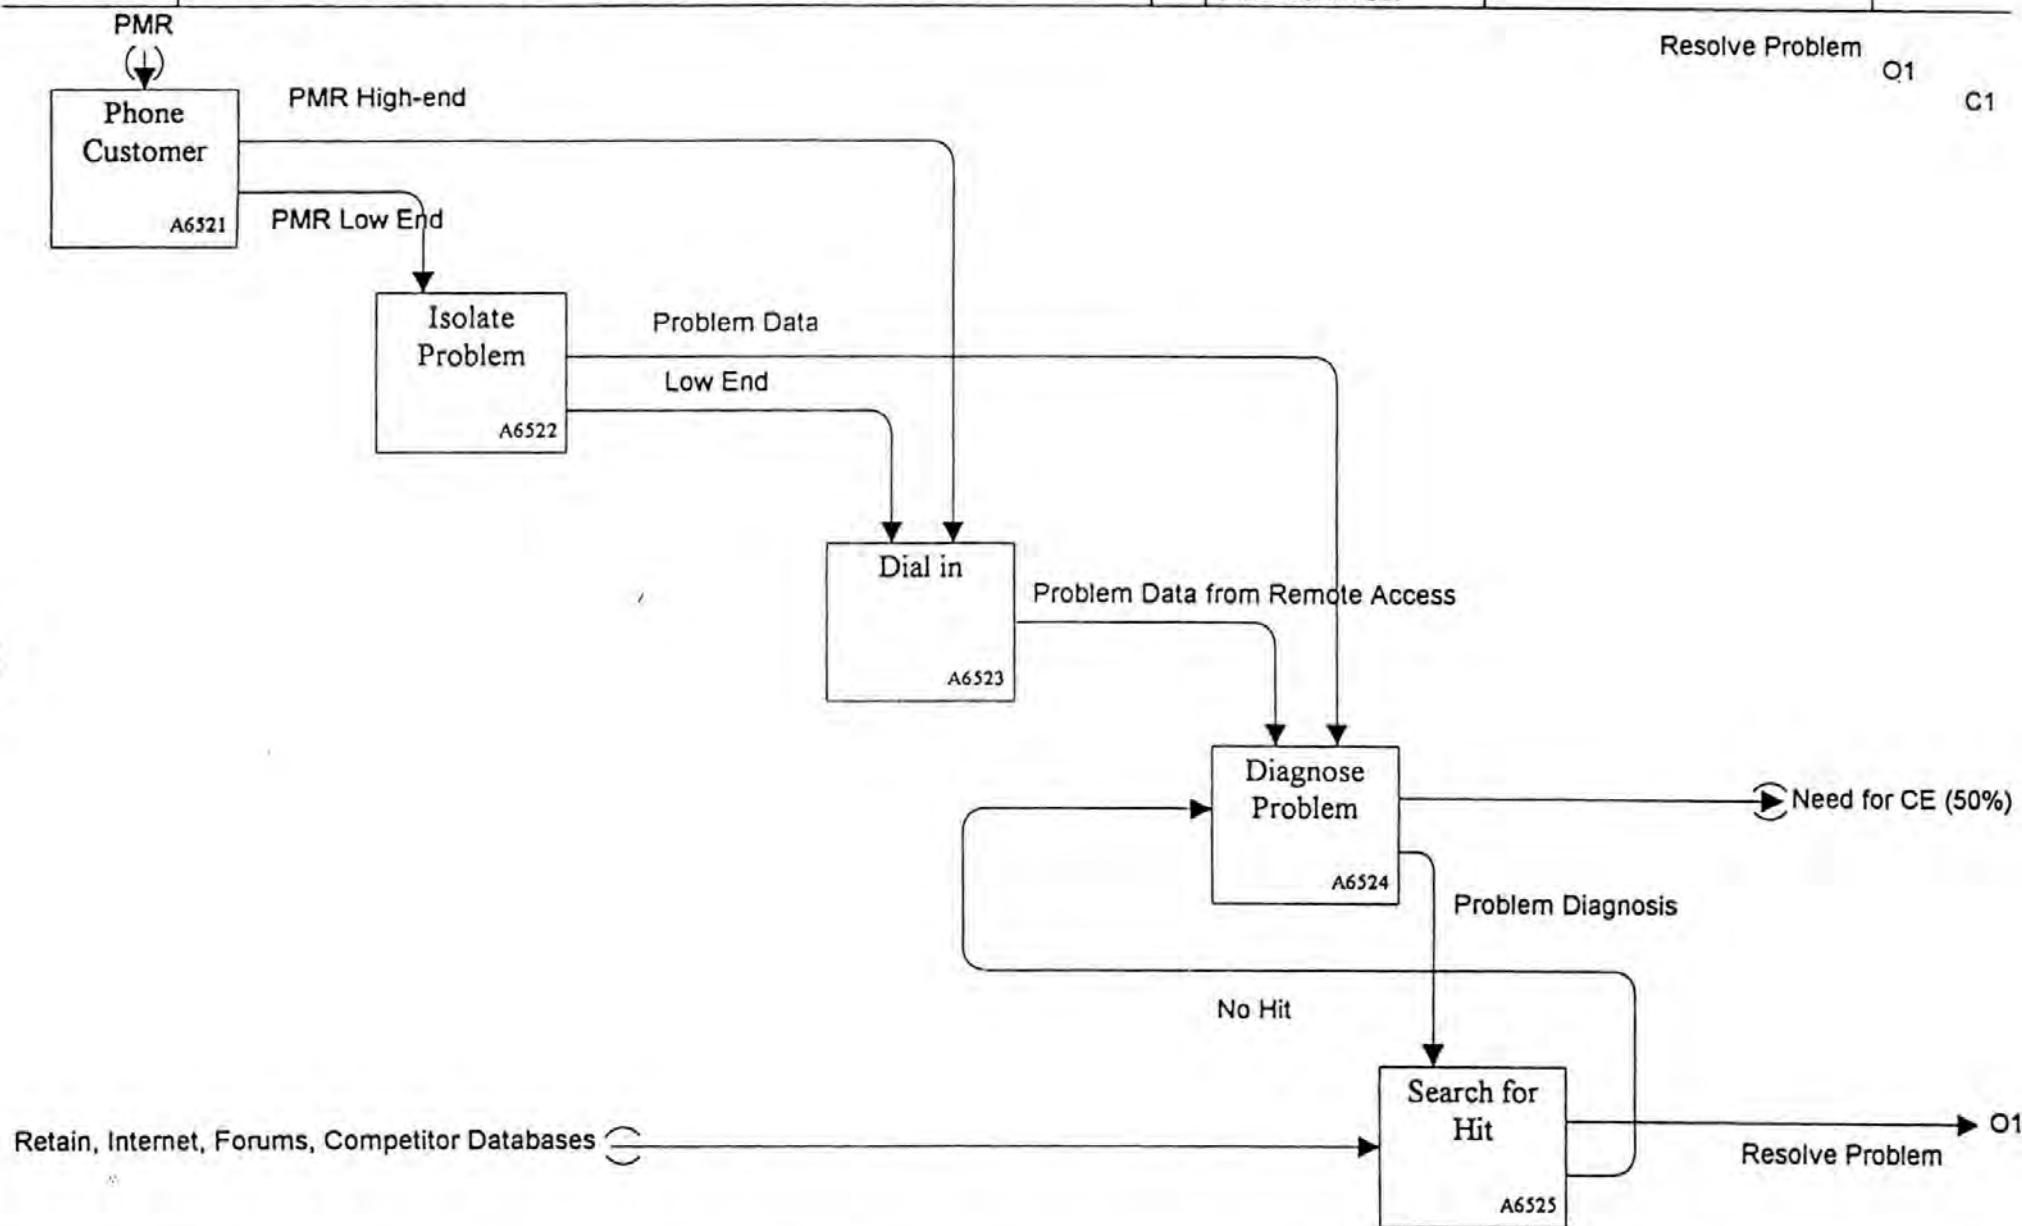 PMR
Resolve Problem
O1
C1
Phone
Customer
A6521
PMR High-end
PMR Low End
Isolate
Problem
A6522
Problem Data
Low End
Dial in
A6523
Problem Data from Remote Access
Diagnose
Problem
A6524
Need for CE (50%)
Problem Diagnosis
No Hit
Search for
Hit
A6525
Retain, Internet, Forums, Competitor Databases
O1
Resolve Problem